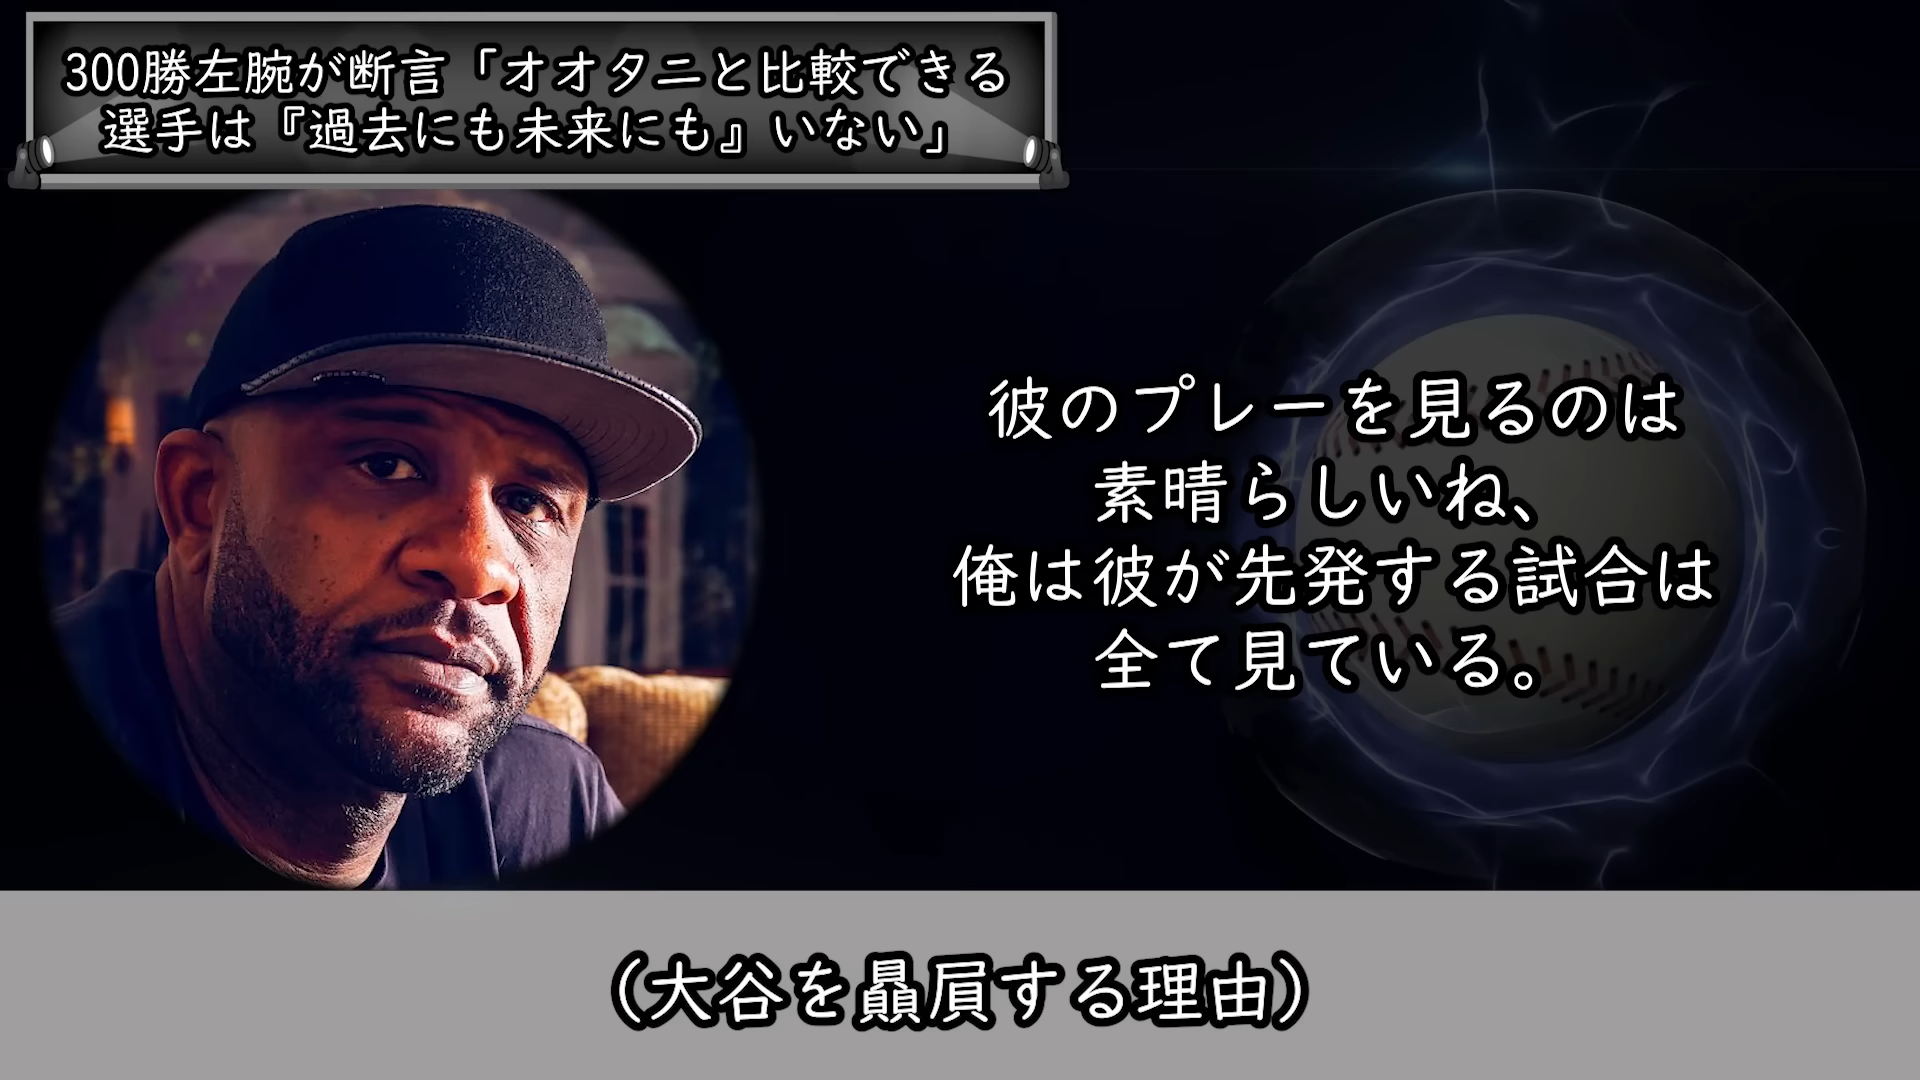 300勝左腕が断言「オオタニと比較できる
選手は『過去にも未来にも』いない」
彼のプレーを見るのは
素晴らしいね、
俺は彼が先発する試合は
全て見ている。
（大谷を贔屓する理由）